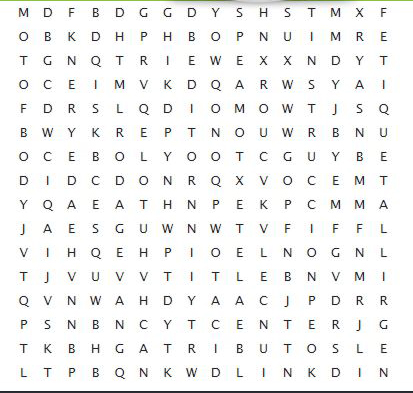 M D F B D G G D Y S H S T M X F
O B K D H P H B O P N U I M R E
T G N Q T R I E W E X X N D Y T
O C E I M V K D Q A R W S Y A I
F D R S L Q D I O M O W T J S Q
B W Y K R E P T N O U W R B N U
O C E B O L Y O O T C G U Y B E
D I D C D O N R Q X V O C E M T
Y Q A E A T H N P E K P C M M A
J A E S G U W N W T V F I F F L
V I H Q E H P I O E L N O G N L
T J V U V V T I T L E B N V M I
Q V N W A H D Y A A C J P D R R
P S N B N C Y T C E N T E R J G
T K B H G A T R I B U T O S L E
L T P B Q N K W D L I N K D I N